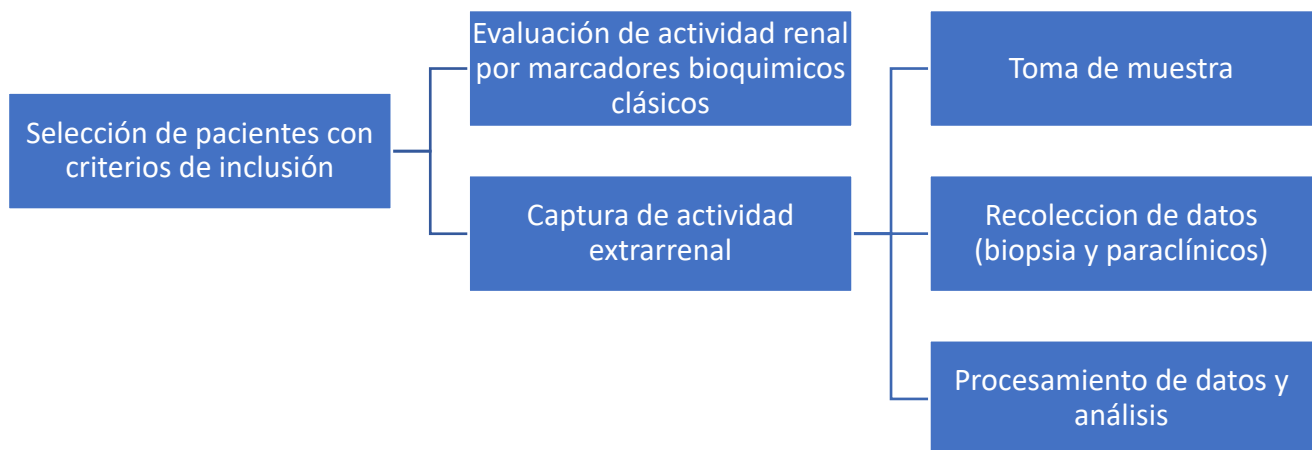 Selección de pacientes con
criterios de inclusión
Evaluación de actividad renal
por marcadores bioquimicos
clásicos
Captura de actividad
extrarrenal
Toma de muestra
Recoleccion de datos
(biopsia y paraclínicos)
Procesamiento de datos y
análisis